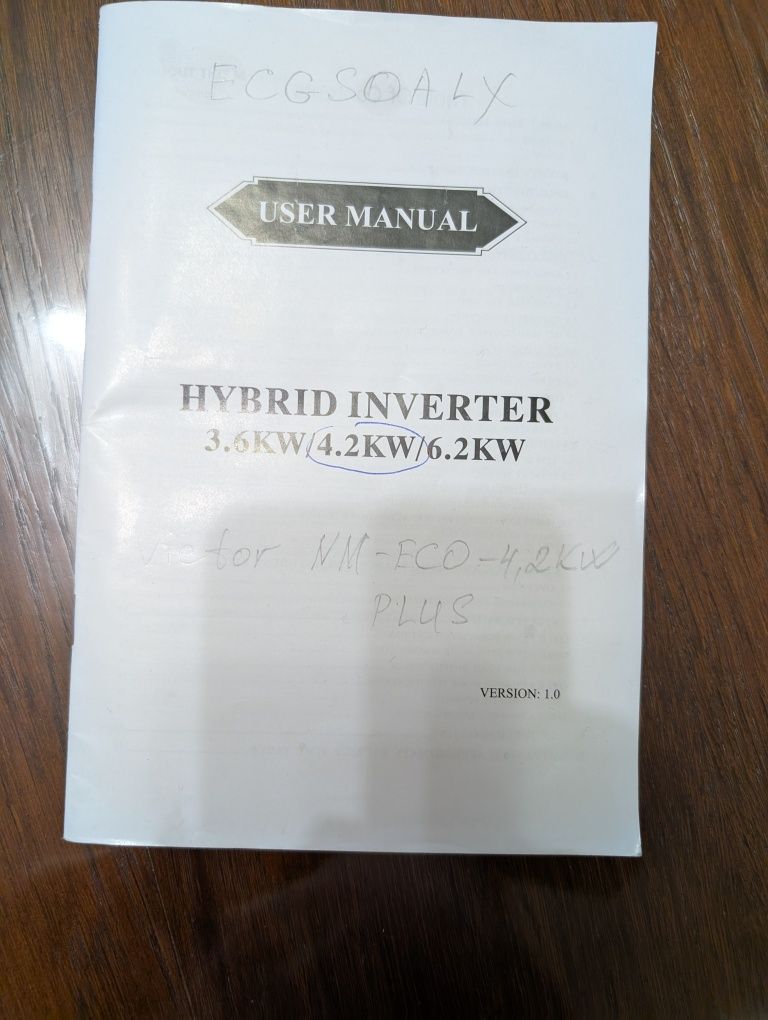 ECGSOALX
USER MANUAL
HYBRID INVERTER
3.6KW/4.2KW/6.2KW
Victor NM-ECO-4,2KW
PLUS
VERSION: 1.0